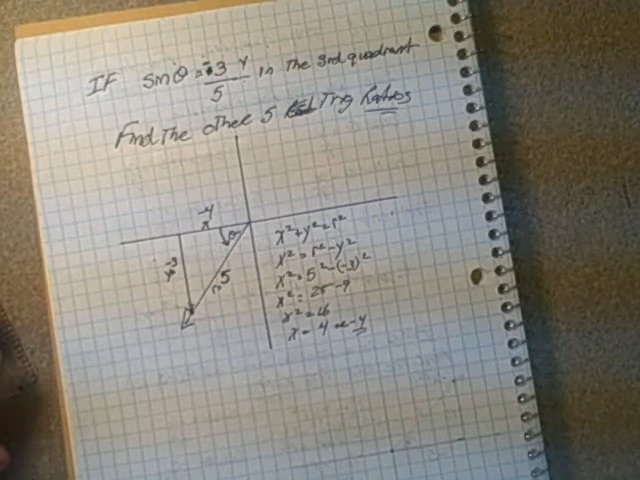 IF sinθ = -3 y in the 3rd quadrant
5
Find The other 5 Trig Ratios
-4
x
θ
-3
y
5
r
x²+y²=r²
x²=r²-y²
x²=5²-(-3)²
x²=25-9
x²=16
x=4 or -4